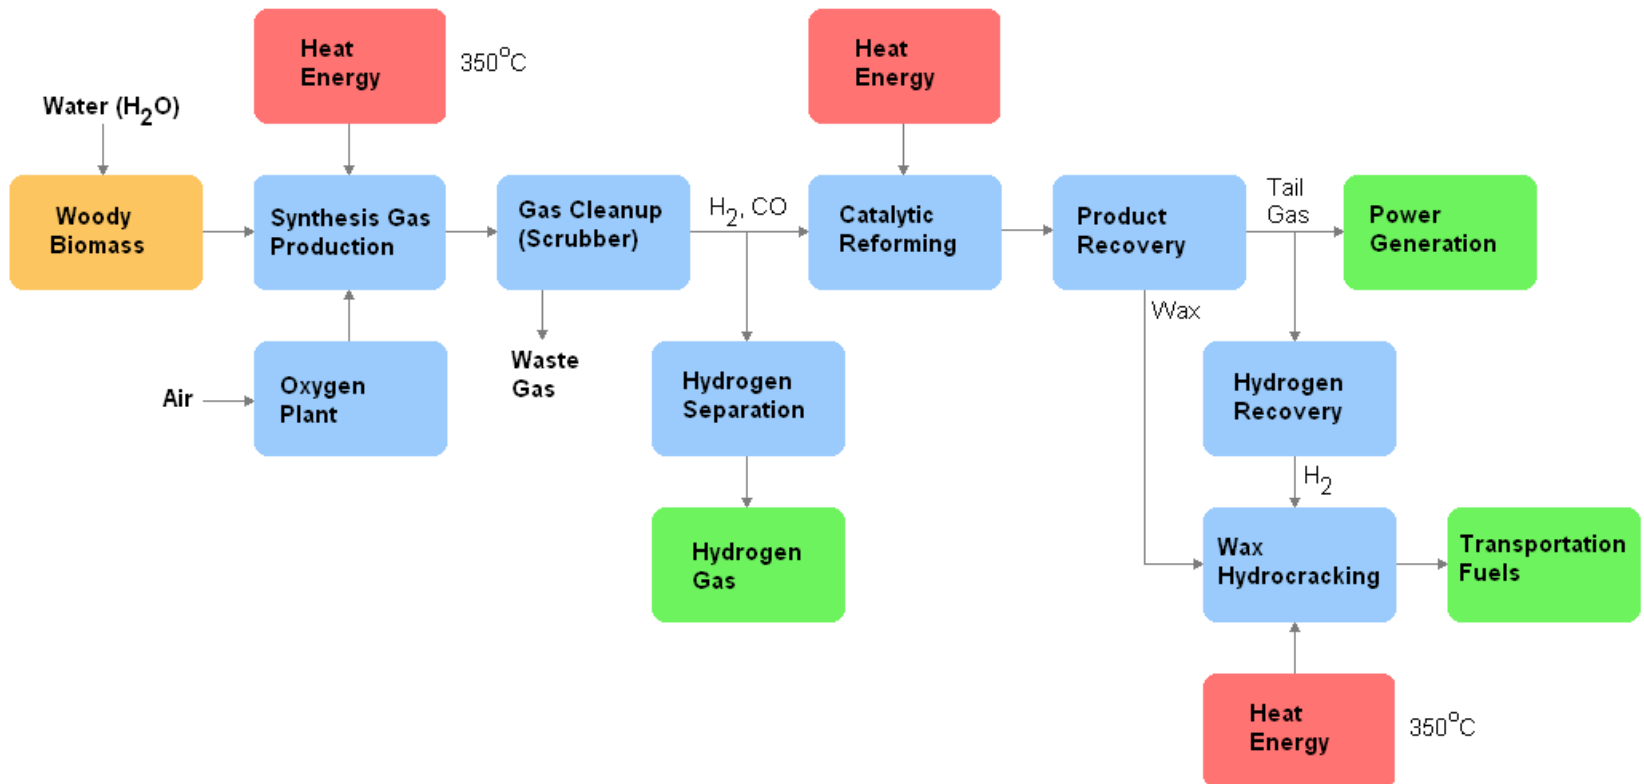 Heat
Energy
350°C
Heat
Energy
Water (H₂O)
Woody
Biomass
Synthesis Gas
Production
Gas Cleanup
(Scrubber)
H₂, CO
Catalytic
Reforming
Product
Recovery
Tail
Gas
Power
Generation
Wax
Air
Oxygen
Plant
Waste
Gas
Hydrogen
Separation
Hydrogen
Recovery
H₂
Hydrogen
Gas
Wax
Hydrocracking
Transportation
Fuels
Heat
Energy
350°C